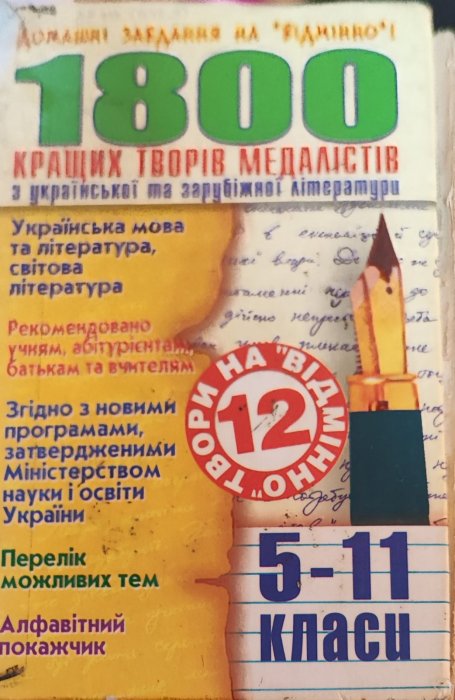 ДОМАШНІ ЗАВДАННЯ НА "ВІДМІННО"!
1800
КРАЩИХ ТВОРІВ МЕДАЛІСТІВ
з української та зарубіжної літератури
Українська мова
та література,
світова
література
Рекомендовано
учням, абітурієнтам,
батькам та вчителям
ТВОРИ НА "ВІДМІННО"
12
Згідно з новими
програмами,
затвердженими
Міністерством
науки і освіти
України
Перелік
можливих тем
Алфавітний
покажчик
5-11
класи